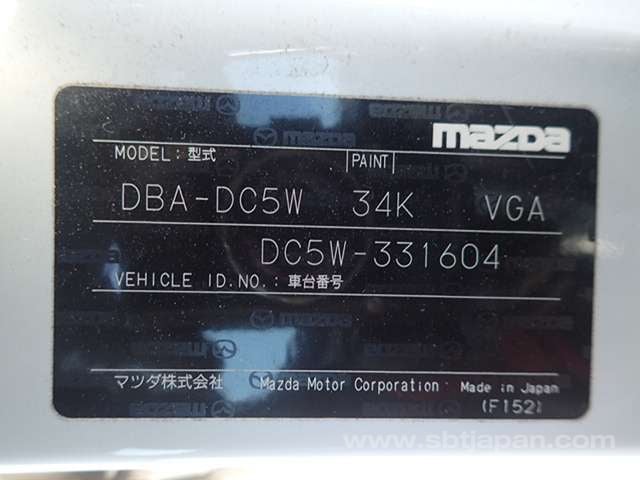 mazda
MODEL: 型式 PAINT
DBA-DC5W 34K VGA
DC5W-331604
VEHICLE ID.NO.: 車台番号
マツダ株式会社 Mazda Motor Corporation Made in Japan
(F152)
www.sbtjapan.com